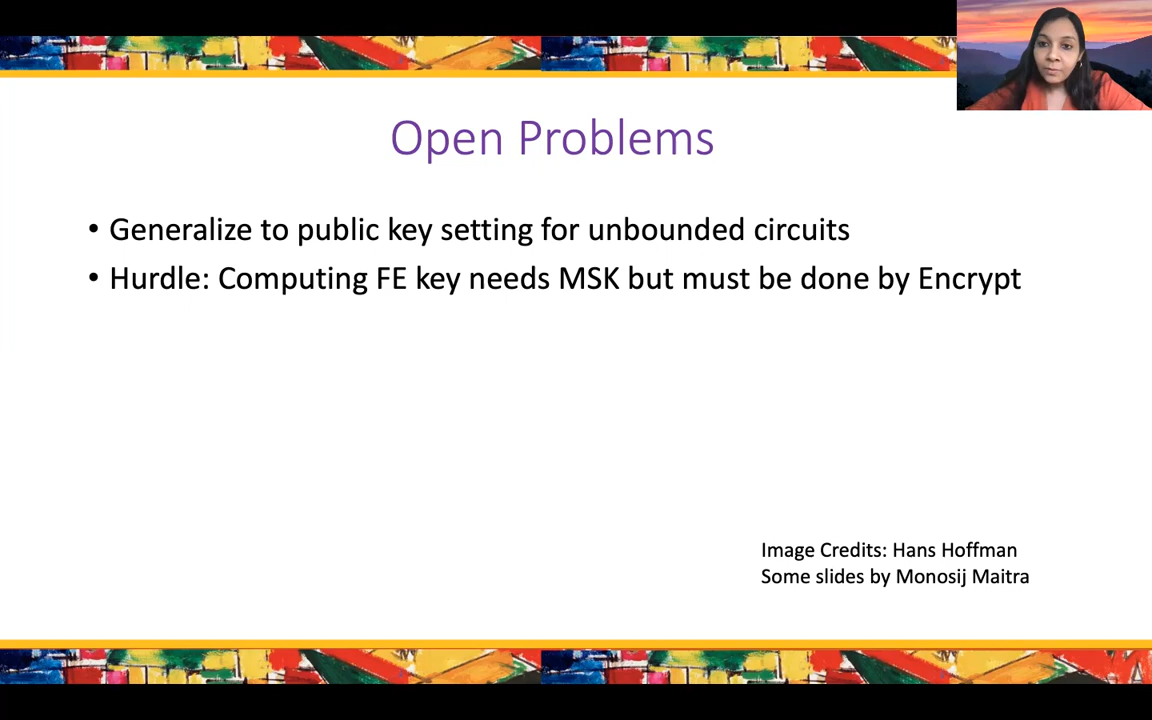 Open Problems
• Generalize to public key setting for unbounded circuits
• Hurdle: Computing FE key needs MSK but must be done by Encrypt
Image Credits: Hans Hoffman
Some slides by Monosij Maitra